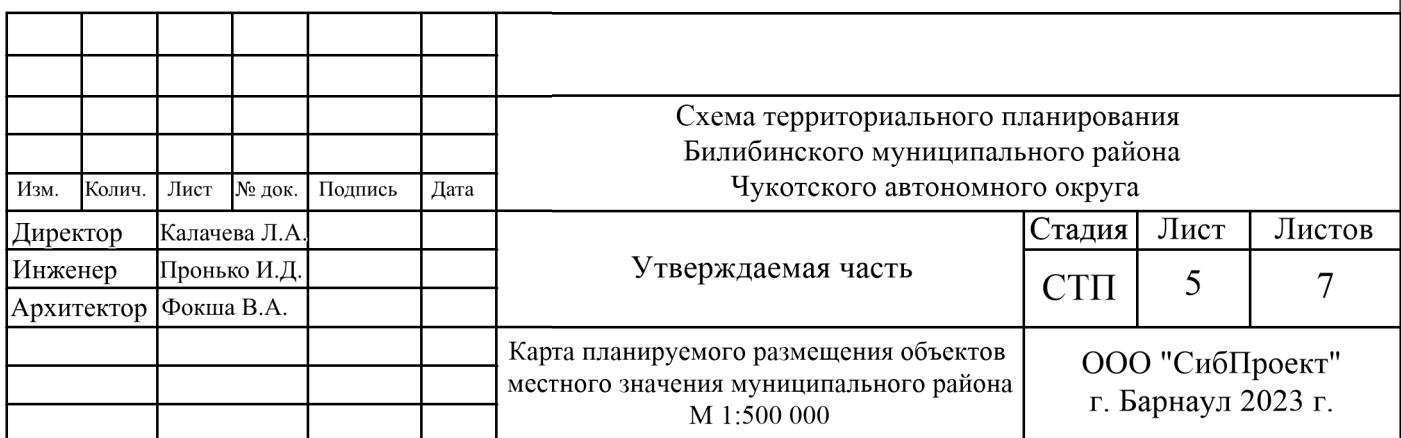 Схема территориального планирования
Билибинского муниципального района
Чукотского автономного округа
Изм. Колич. Лист № док. Подпись Дата
Директор Калачева Л.А.
Инженер Пронько И.Д.
Архитектор Фокша В.А.
Утверждаемая часть
Стадия Лист Листов
СТП 5 7
Карта планируемого размещения объектов
местного значения муниципального района
М 1:500 000
ООО "СибПроект"
г. Барнаул 2023 г.